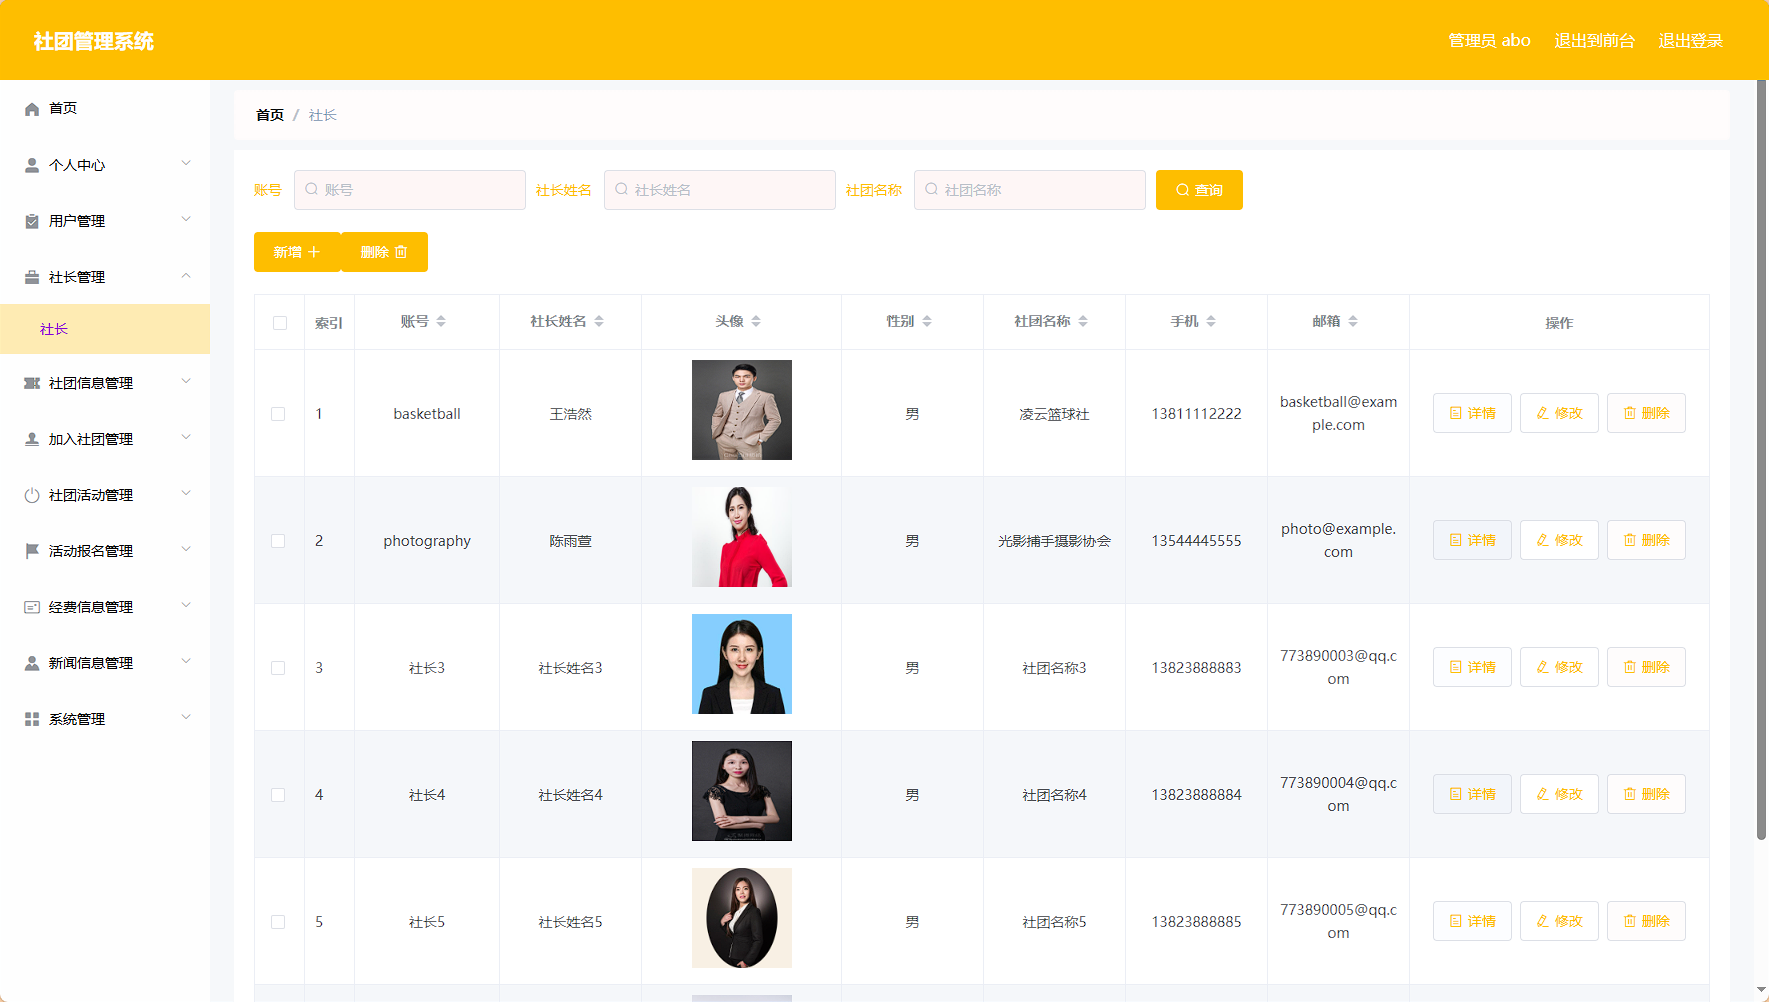 社团管理系统
管理员 abo 退出到前台 退出登录
首页
个人中心
用户管理
社长管理
社长
社团信息管理
加入社团管理
社团活动管理
活动报名管理
经费信息管理
新闻信息管理
系统管理
首页 / 社长
账号 账号 社长姓名 社长姓名 社团名称 社团名称 查询
新增 删除
索引 账号 社长姓名 头像 性别 社团名称 手机 邮箱 操作
1 basketball 王浩然 男 凌云篮球社 13811112222 basketball@exam
ple.com 详情 修改 删除
2 photography 陈雨萱 男 光影捕手摄影协会 13544445555 photo@example.
com 详情 修改 删除
3 社长3 社长姓名3 男 社团名称3 13823888883 773890003@qq.c
om 详情 修改 删除
4 社长4 社长姓名4 男 社团名称4 13823888884 773890004@qq.c
om 详情 修改 删除
5 社长5 社长姓名5 男 社团名称5 13823888885 773890005@qq.c
om 详情 修改 删除